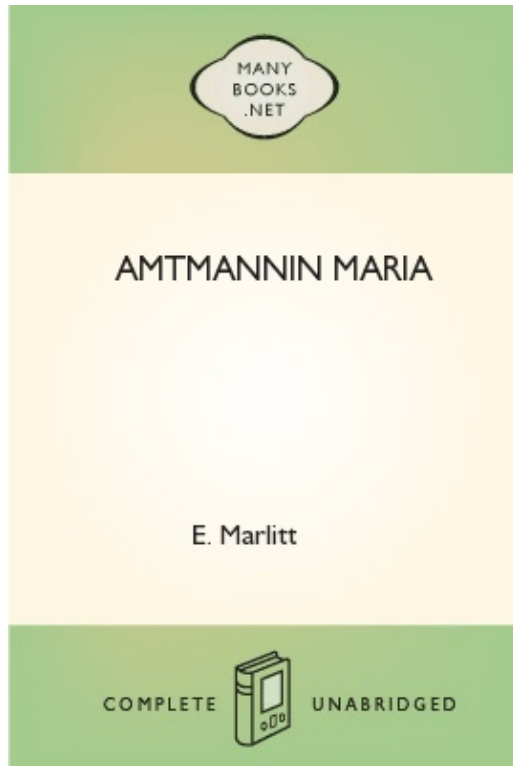 MANY
BOOKS
.NET
AMTMANNIN MARIA
E. Marlitt
COMPLETE UNABRIDGED